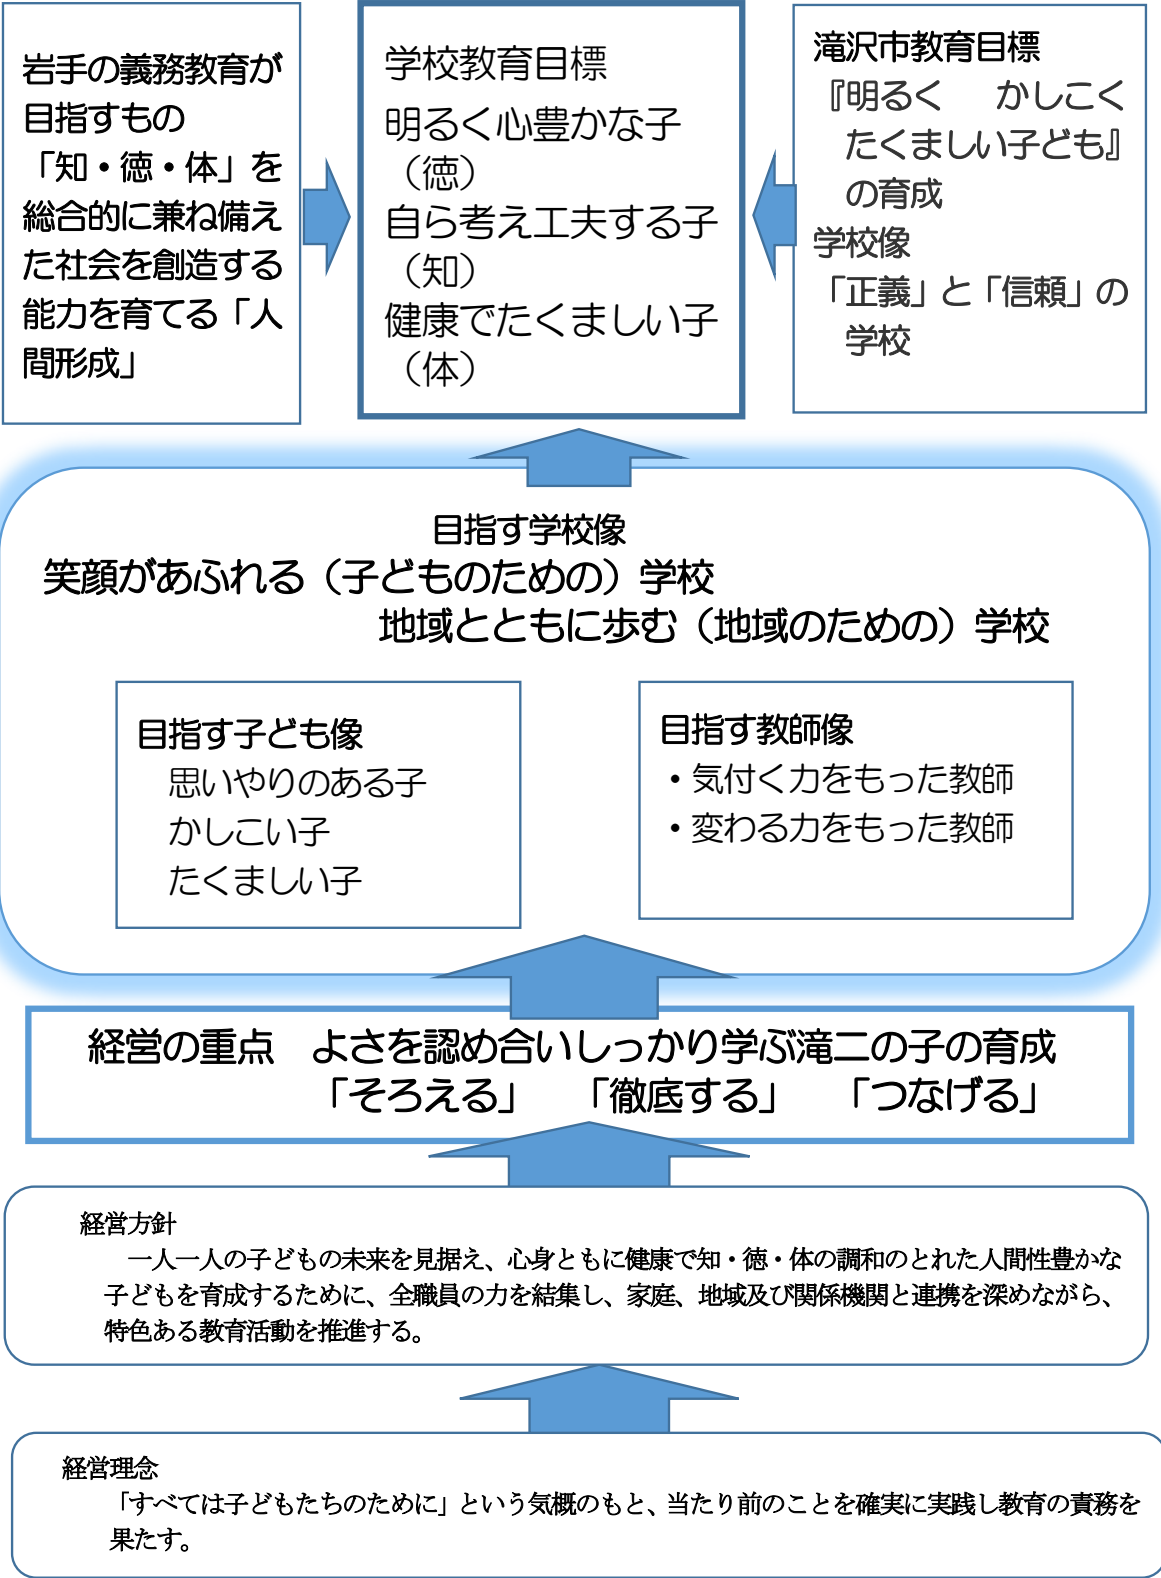 岩手の義務教育が
目指すもの
「知・徳・体」を
総合的に兼ね備え
た社会を創造する
能力を育てる「人
間形成」
学校教育目標
明るく心豊かな子
（徳）
自ら考え工夫する子
（知）
健康でたくましい子
（体）
滝沢市教育目標
『明るく　かしこく
たくましい子ども』
の育成
学校像
「正義」と「信頼」の
学校
目指す学校像
笑顔があふれる（子どものための）学校
地域とともに歩む（地域のための）学校
目指す子ども像
思いやりのある子
かしこい子
たくましい子
目指す教師像
・気付く力をもった教師
・変わる力をもった教師
経営の重点　よさを認め合いしっかり学ぶ滝二の子の育成
「そろえる」　「徹底する」　「つなげる」
経営方針
一人一人の子どもの未来を見据え、心身ともに健康で知・徳・体の調和のとれた人間性豊かな
子どもを育成するために、全職員の力を結集し、家庭、地域及び関係機関と連携を深めながら、
特色ある教育活動を推進する。
経営理念
「すべては子どもたちのために」という気概のもと、当たり前のことを確実に実践し教育の責務を
果たす。